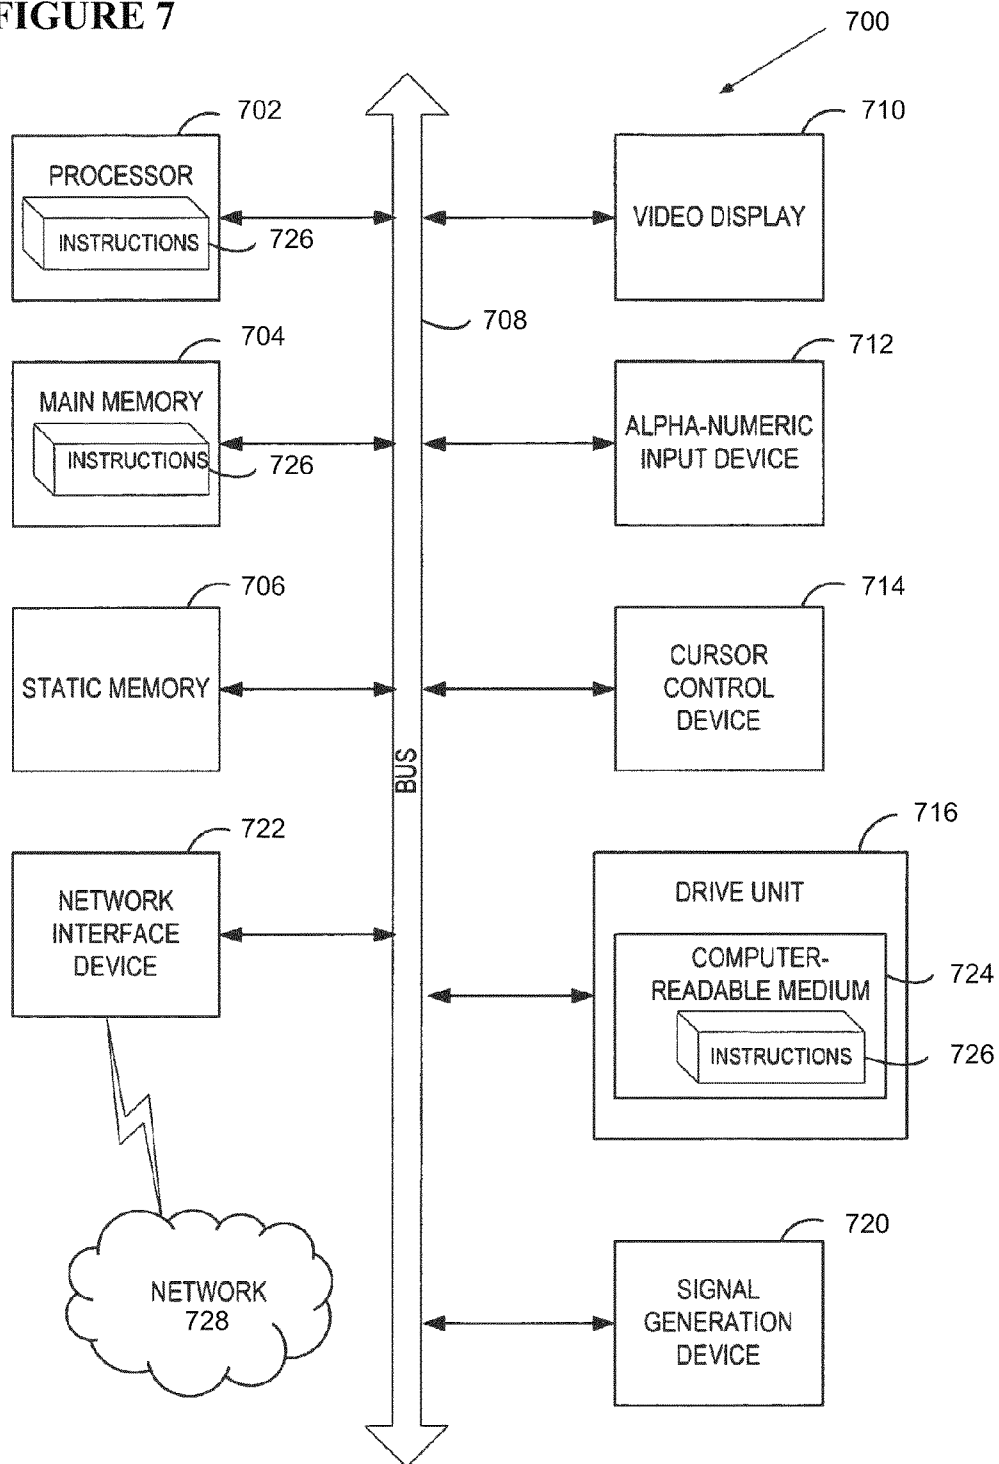 FIGURE 7
700
702
PROCESSOR
INSTRUCTIONS
726
710
VIDEO DISPLAY
708
704
MAIN MEMORY
INSTRUCTIONS
726
712
ALPHA-NUMERIC
INPUT DEVICE
706
STATIC MEMORY
714
CURSOR
CONTROL
DEVICE
BUS
722
NETWORK
INTERFACE
DEVICE
716
DRIVE UNIT
COMPUTER-
READABLE MEDIUM
724
INSTRUCTIONS
726
NETWORK
728
720
SIGNAL
GENERATION
DEVICE